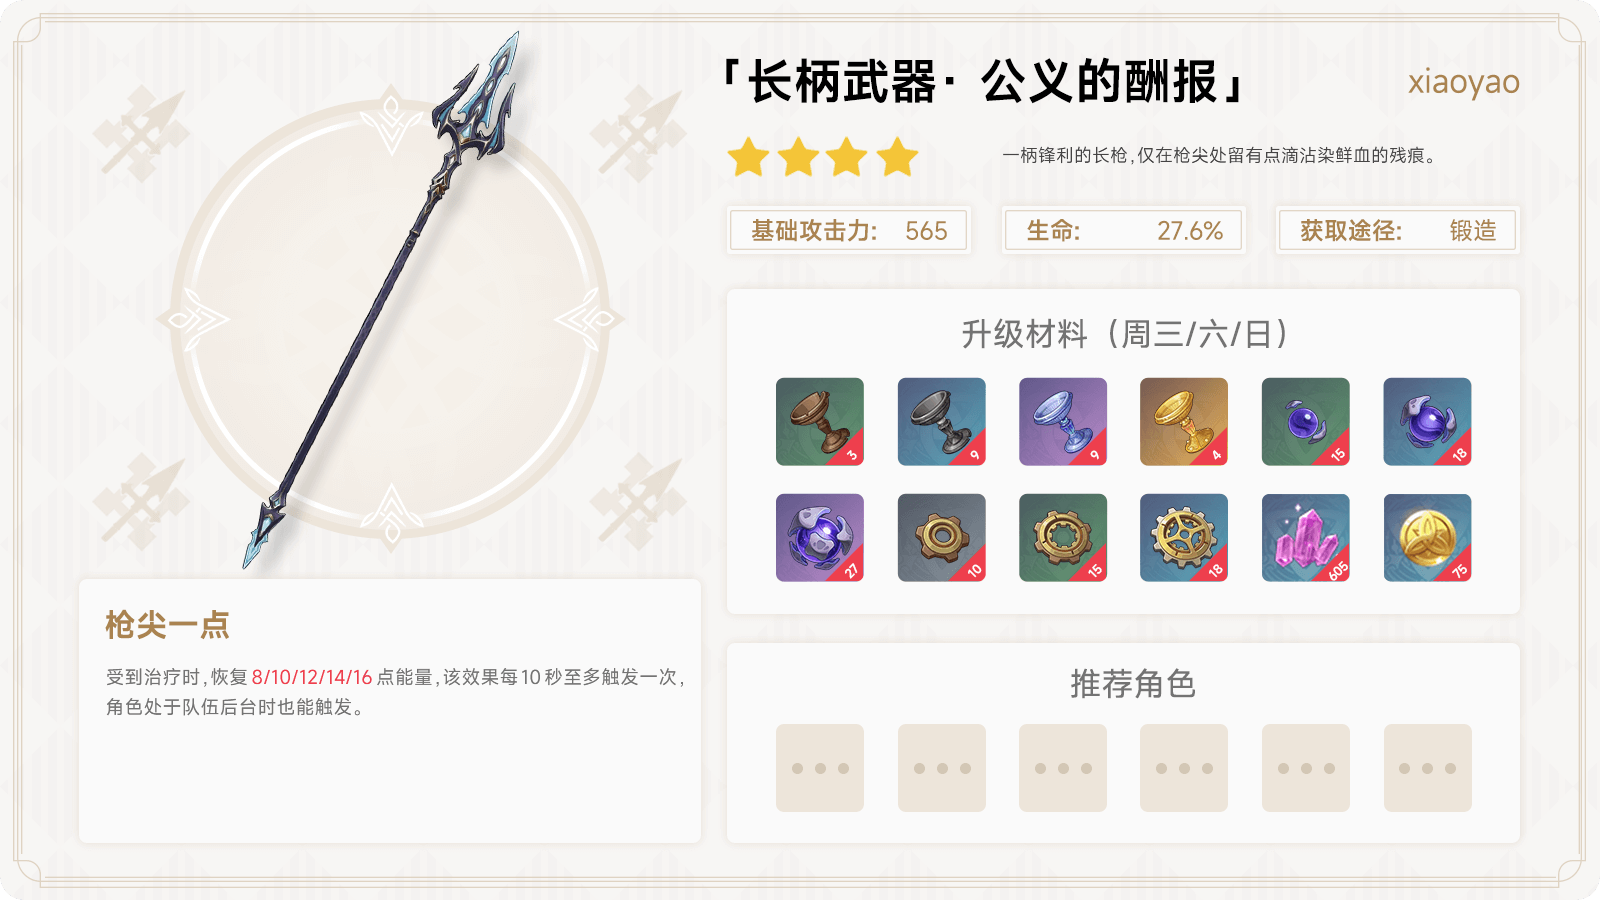 「长柄武器· 公义的酬报」
xiaoyao
一柄锋利的长枪,仅在枪尖处留有点滴沾染鲜血的残痕。
基础攻击力: 565
生命: 27.6%
获取途径: 锻造
升级材料（周三/六/日）
3
9
9
4
15
18
27
10
15
18
605
75
枪尖一点
受到治疗时,恢复 8/10/12/14/16 点能量,该效果每10秒至多触发一次,
角色处于队伍后台时也能触发。
推荐角色